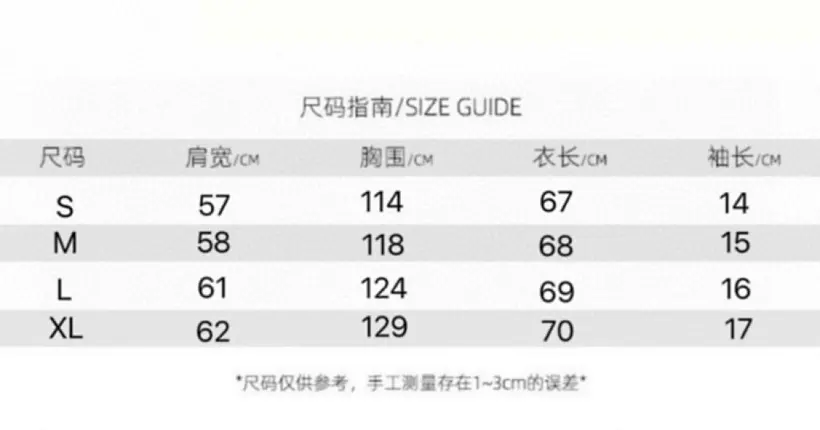 尺码指南/SIZE GUIDE
尺码 肩宽/CM 胸围/CM 衣长/CM 袖长/CM
S 57 114 67 14
M 58 118 68 15
L 61 124 69 16
XL 62 129 70 17
*尺码仅供参考，手工测量存在1~3cm的误差*